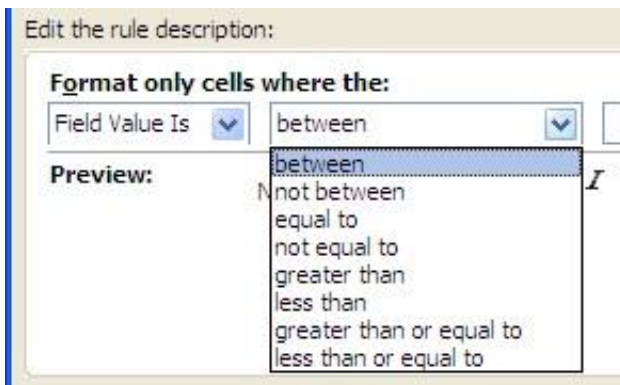 Edit the rule description:
Format only cells where the:
Field Value Is between
Preview:
between
not between
equal to
not equal to
greater than
less than
greater than or equal to
less than or equal to